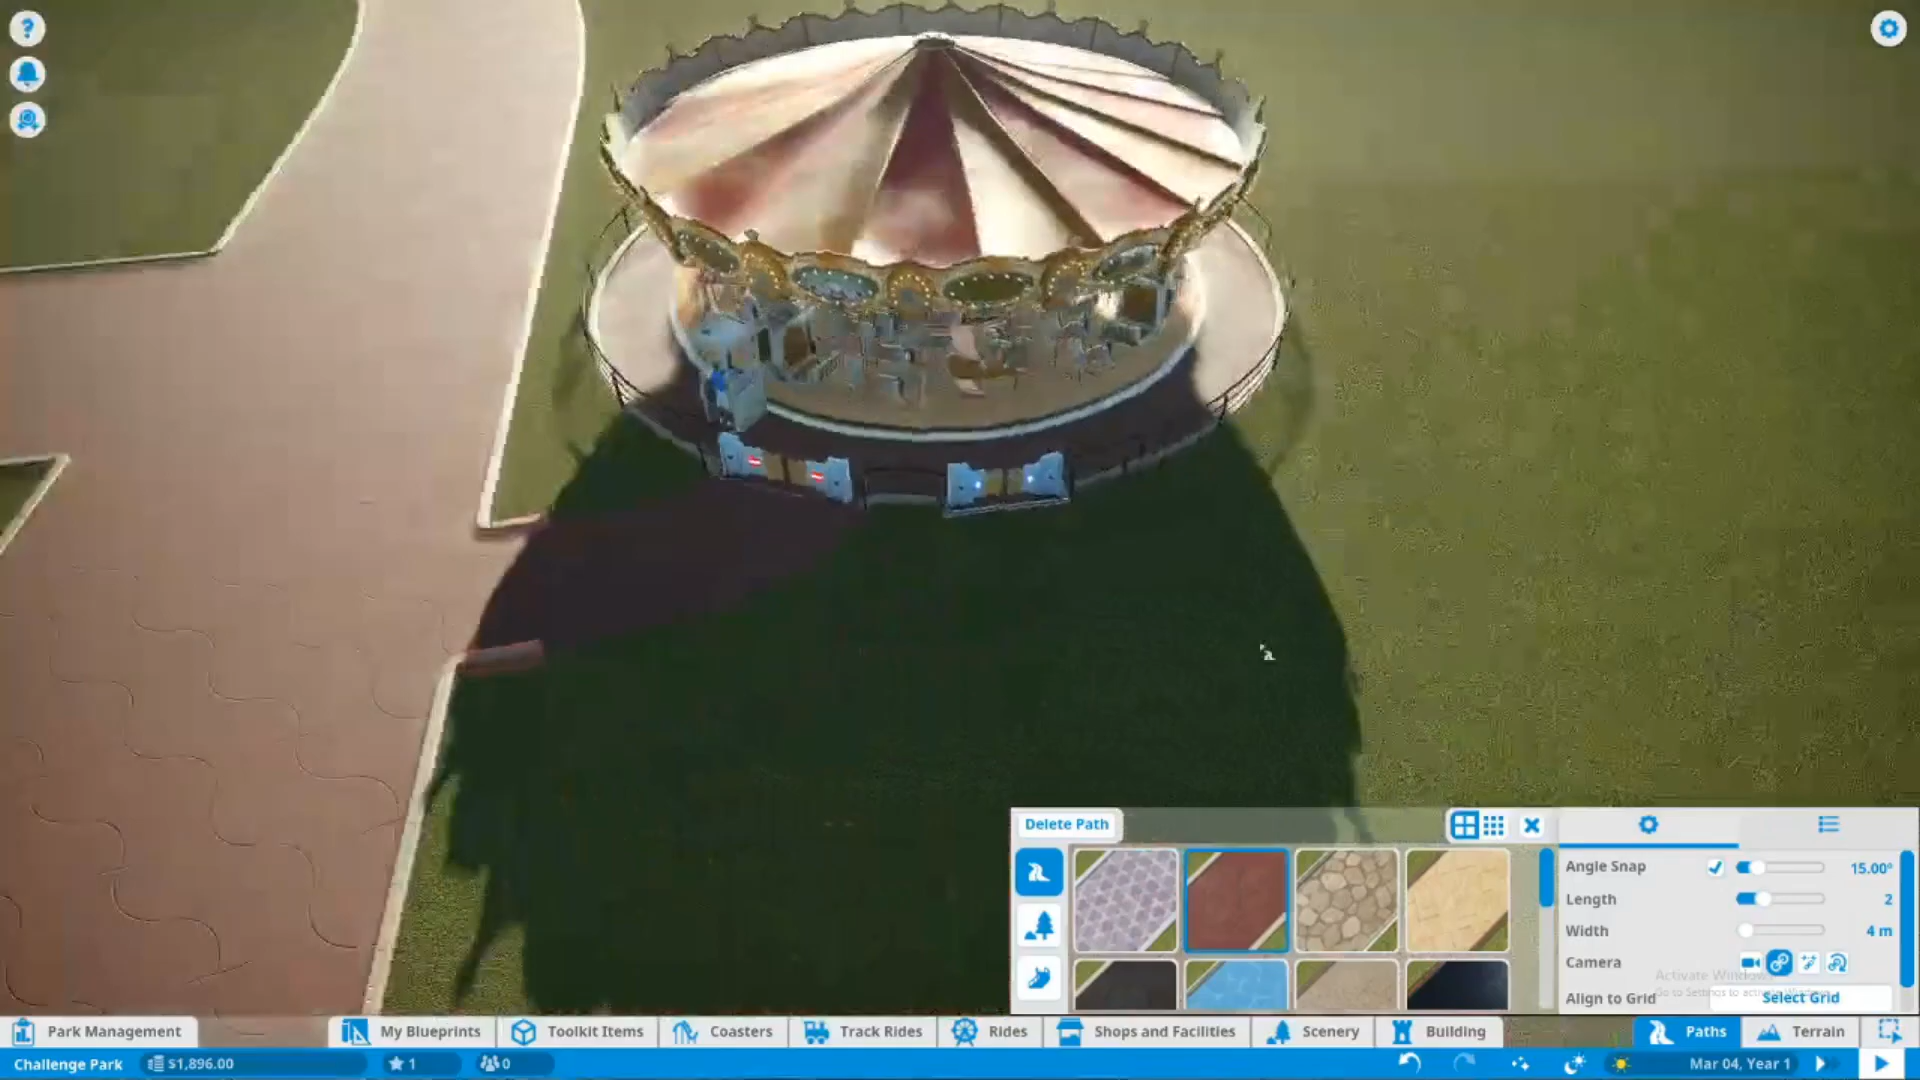 ?
Delete Path
Angle Snap 15.00°
Length 2
Width 4 m
Camera
Activate Windows
Align to Grid Select Grid
Park Management My Blueprints Toolkit Items Coasters Track Rides Rides Shops and Facilities Scenery Building Paths Terrain
Challenge Park $1,896.00 1 0 Mar 04, Year 1